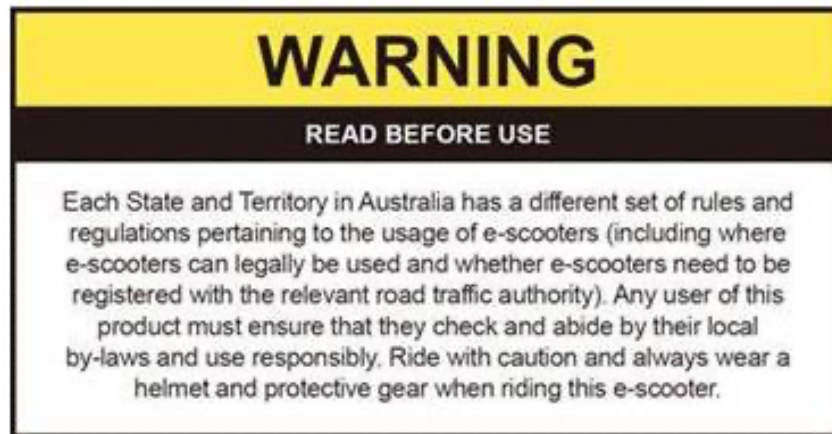 WARNING
READ BEFORE USE
Each State and Territory in Australia has a different set of rules and
regulations pertaining to the usage of e-scooters (including where
e-scooters can legally be used and whether e-scooters need to be
registered with the relevant road traffic authority). Any user of this
product must ensure that they check and abide by their local
by-laws and use responsibly. Ride with caution and always wear a
helmet and protective gear when riding this e-scooter.